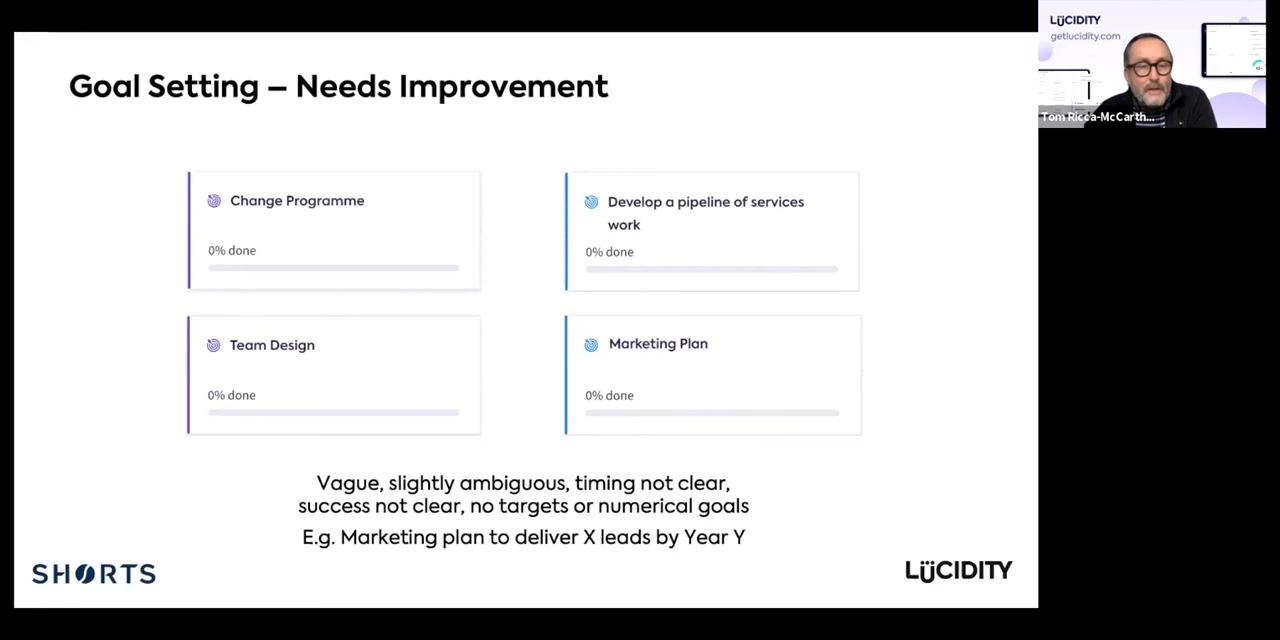 Goal Setting – Needs Improvement
Change Programme
0% done
Develop a pipeline of services
work
0% done
Team Design
0% done
Marketing Plan
0% done
Vague, slightly ambiguous, timing not clear,
success not clear, no targets or numerical goals
E.g. Marketing plan to deliver X leads by Year Y
SHORTS
LÜCIDITY
LÜCIDITY
getlucidity.com
Tom Ricca-McCarth...